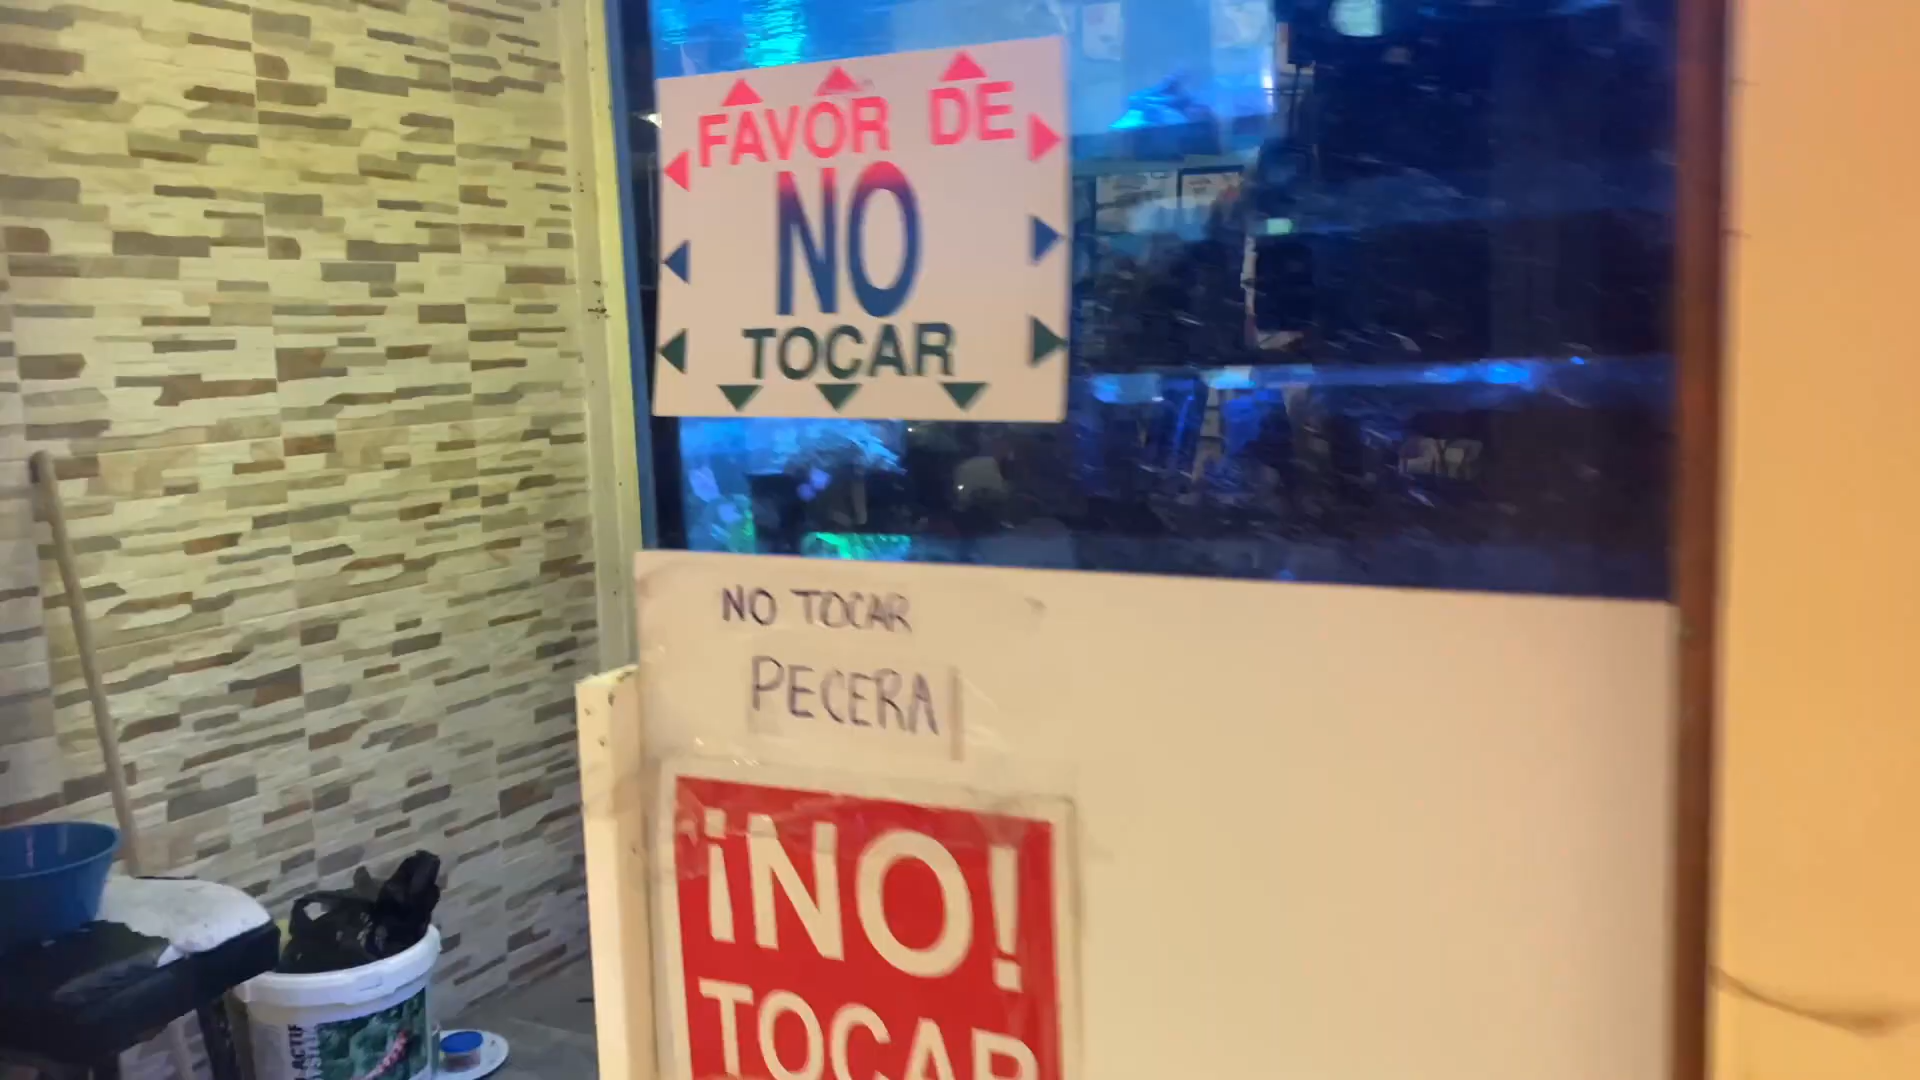 FAVOR DE
NO
TOCAR
NO TOCAR
PECERA
¡NO!
TOCAR